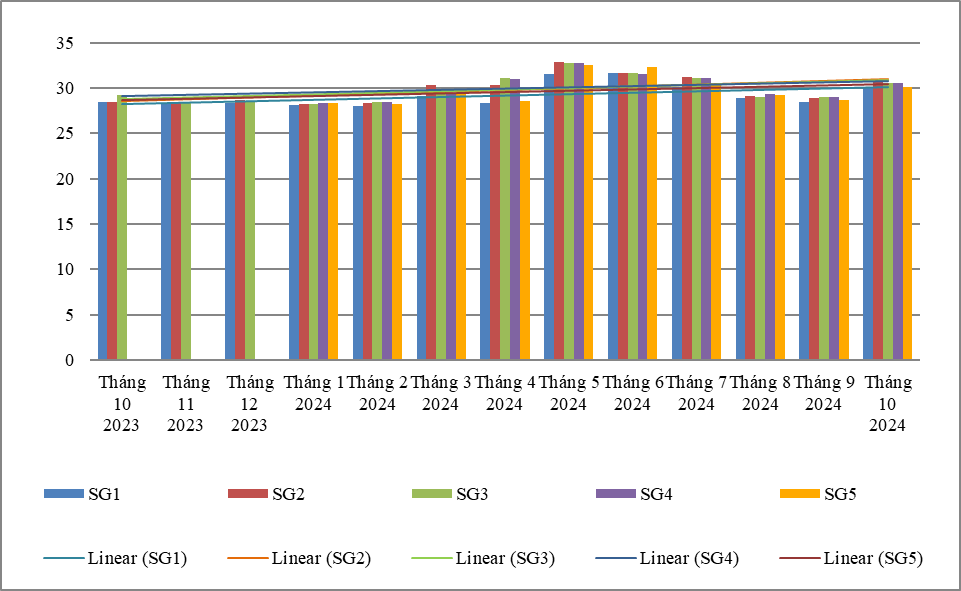 35
30
25
20
15
10
5
0
Tháng 10 2023
Tháng 11 2023
Tháng 12 2023
Tháng 1 2024
Tháng 2 2024
Tháng 3 2024
Tháng 4 2024
Tháng 5 2024
Tháng 6 2024
Tháng 7 2024
Tháng 8 2024
Tháng 9 2024
Tháng 10 2024
SG1 SG2 SG3 SG4 SG5
Linear (SG1) Linear (SG2) Linear (SG3) Linear (SG4) Linear (SG5)